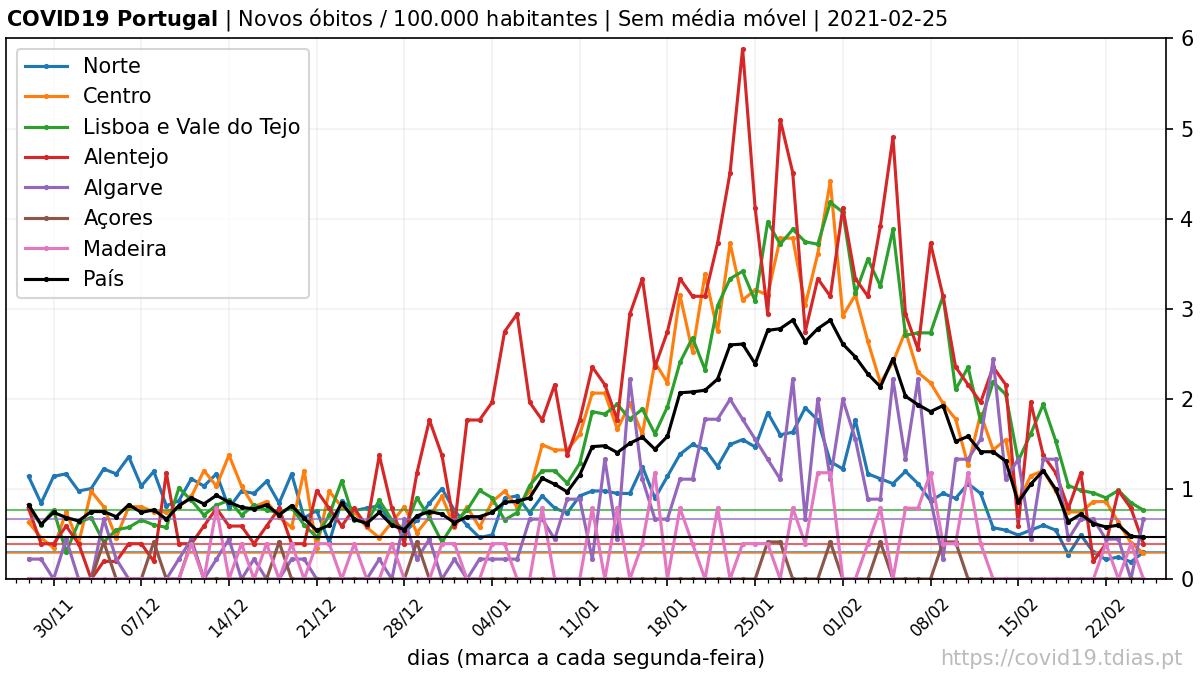 COVID19 Portugal | Novos óbitos / 100.000 habitantes | Sem média móvel | 2021-02-25
Norte
Centro
Lisboa e Vale do Tejo
Alentejo
Algarve
Açores
Madeira
País
6
5
4
3
2
1
0
30/11 07/12 14/12 21/12 28/12 04/01 11/01 18/01 25/01 01/02 08/02 15/02 22/02
dias (marca a cada segunda-feira)
https://covid19.tdias.pt